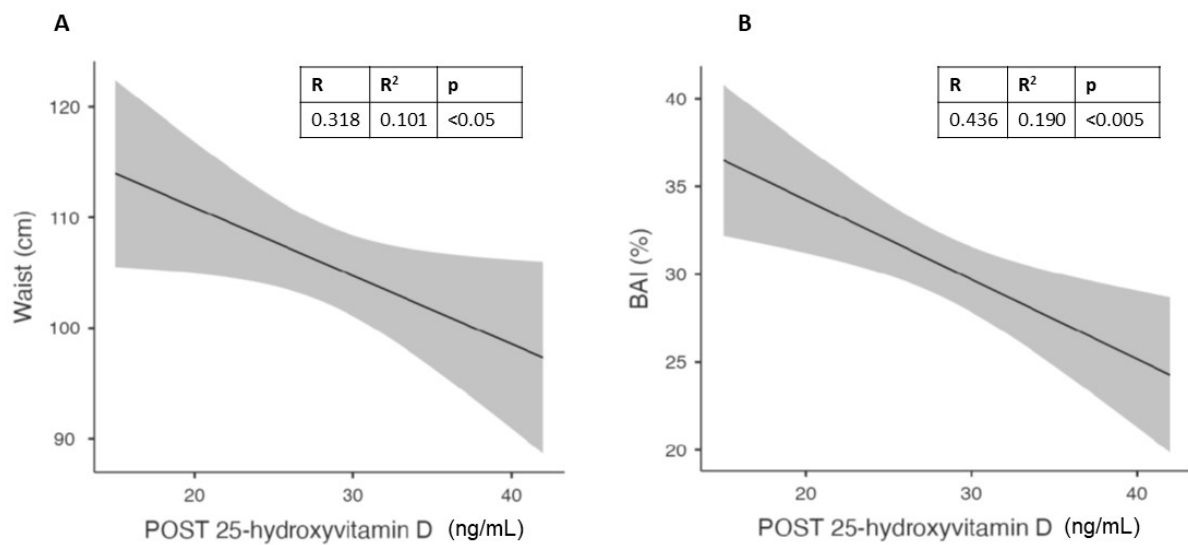 A
R R² p
0.318 0.101 <0.05
120
110
100
90
Waist (cm)
20 30 40
POST 25-hydroxyvitamin D (ng/mL)
B
R R² p
0.436 0.190 <0.005
40
35
30
25
20
BAI (%)
20 30 40
POST 25-hydroxyvitamin D (ng/mL)